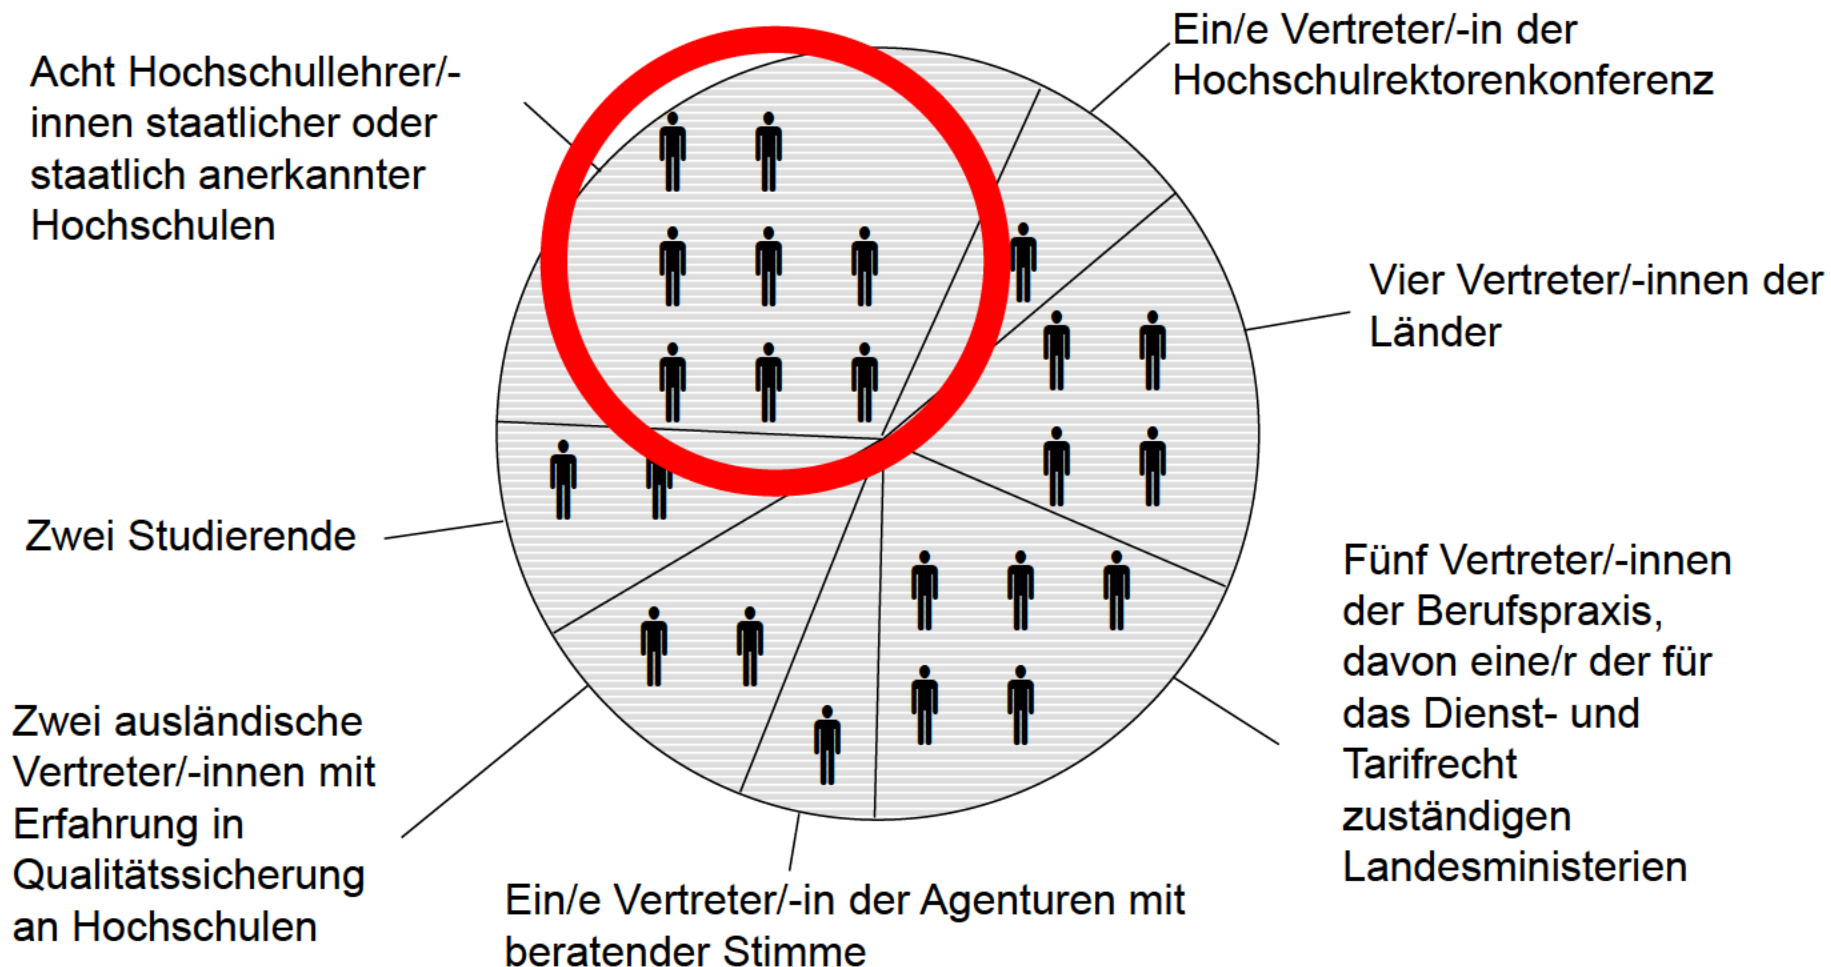 Acht Hochschullehrer/-
innen staatlicher oder
staatlich anerkannter
Hochschulen
Ein/e Vertreter/-in der
Hochschulrektorenkonferenz
Vier Vertreter/-innen der
Länder
Fünf Vertreter/-innen
der Berufspraxis,
davon eine/r der für
das Dienst- und
Tarifrecht
zuständigen
Landesministerien
Ein/e Vertreter/-in der Agenturen mit
beratender Stimme
Zwei ausländische
Vertreter/-innen mit
Erfahrung in
Qualitätssicherung
an Hochschulen
Zwei Studierende